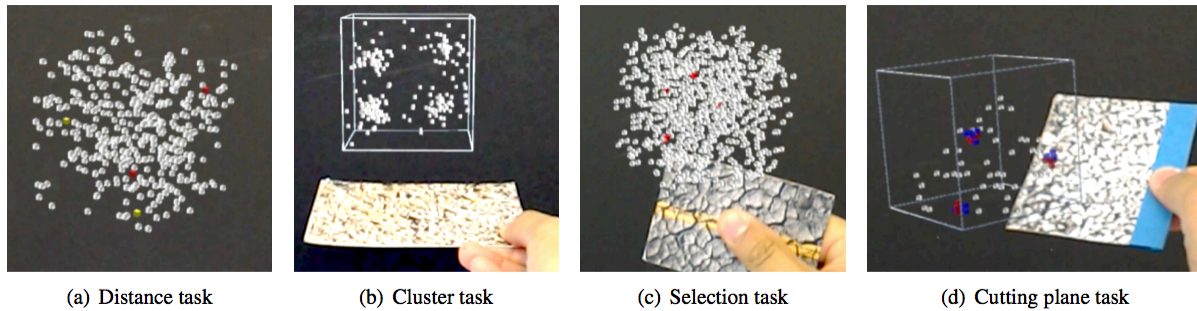 (a) Distance task
(b) Cluster task
(c) Selection task
(d) Cutting plane task